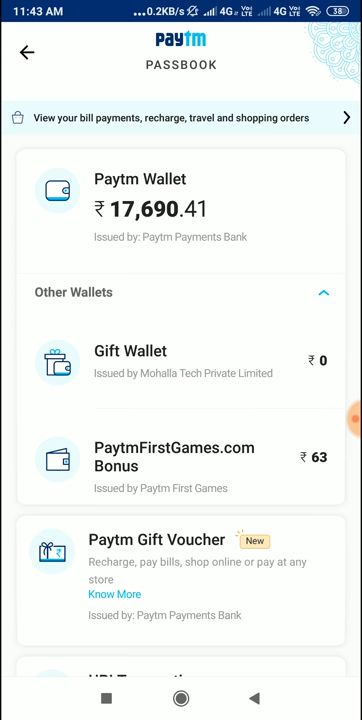 11:43 AM
...0.2KB/s 4G VoLTE 4G VoLTE 38
paytm
PASSBOOK
View your bill payments, recharge, travel and shopping orders
Paytm Wallet
₹ 17,690.41
Issued by: Paytm Payments Bank
Other Wallets
Gift Wallet
₹ 0
Issued by Mohalla Tech Private Limited
PaytmFirstGames.com
Bonus
₹ 63
Issued by Paytm First Games
Paytm Gift Voucher New
Recharge, pay bills, shop online or pay at any
store
Know More
Issued by: Paytm Payments Bank